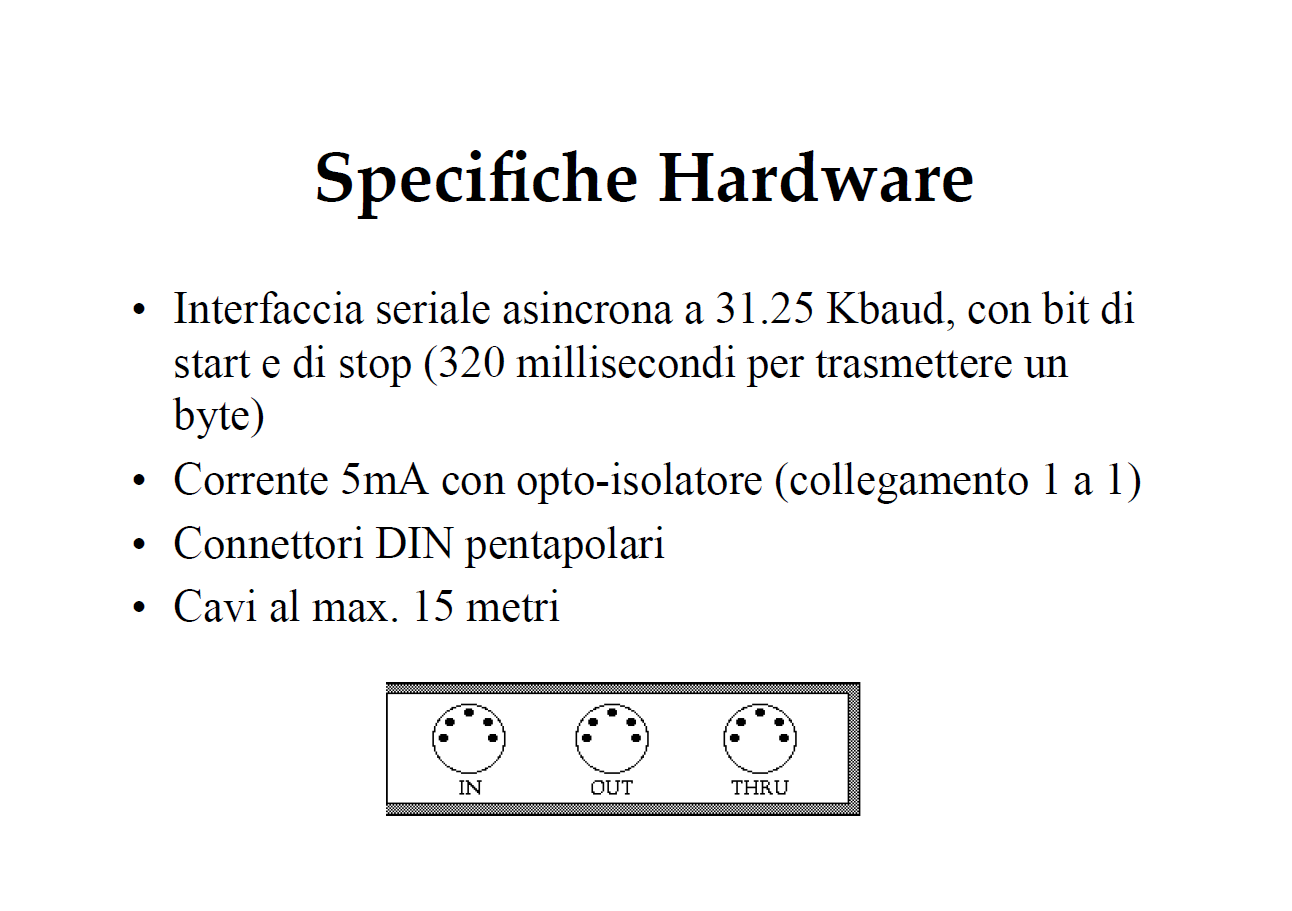 Specifiche Hardware
• Interfaccia seriale asincrona a 31.25 Kbaud, con bit di
start e di stop (320 millisecondi per trasmettere un
byte)
• Corrente 5mA con opto-isolatore (collegamento 1 a 1)
• Connettori DIN pentapolari
• Cavi al max. 15 metri
IN OUT THRU